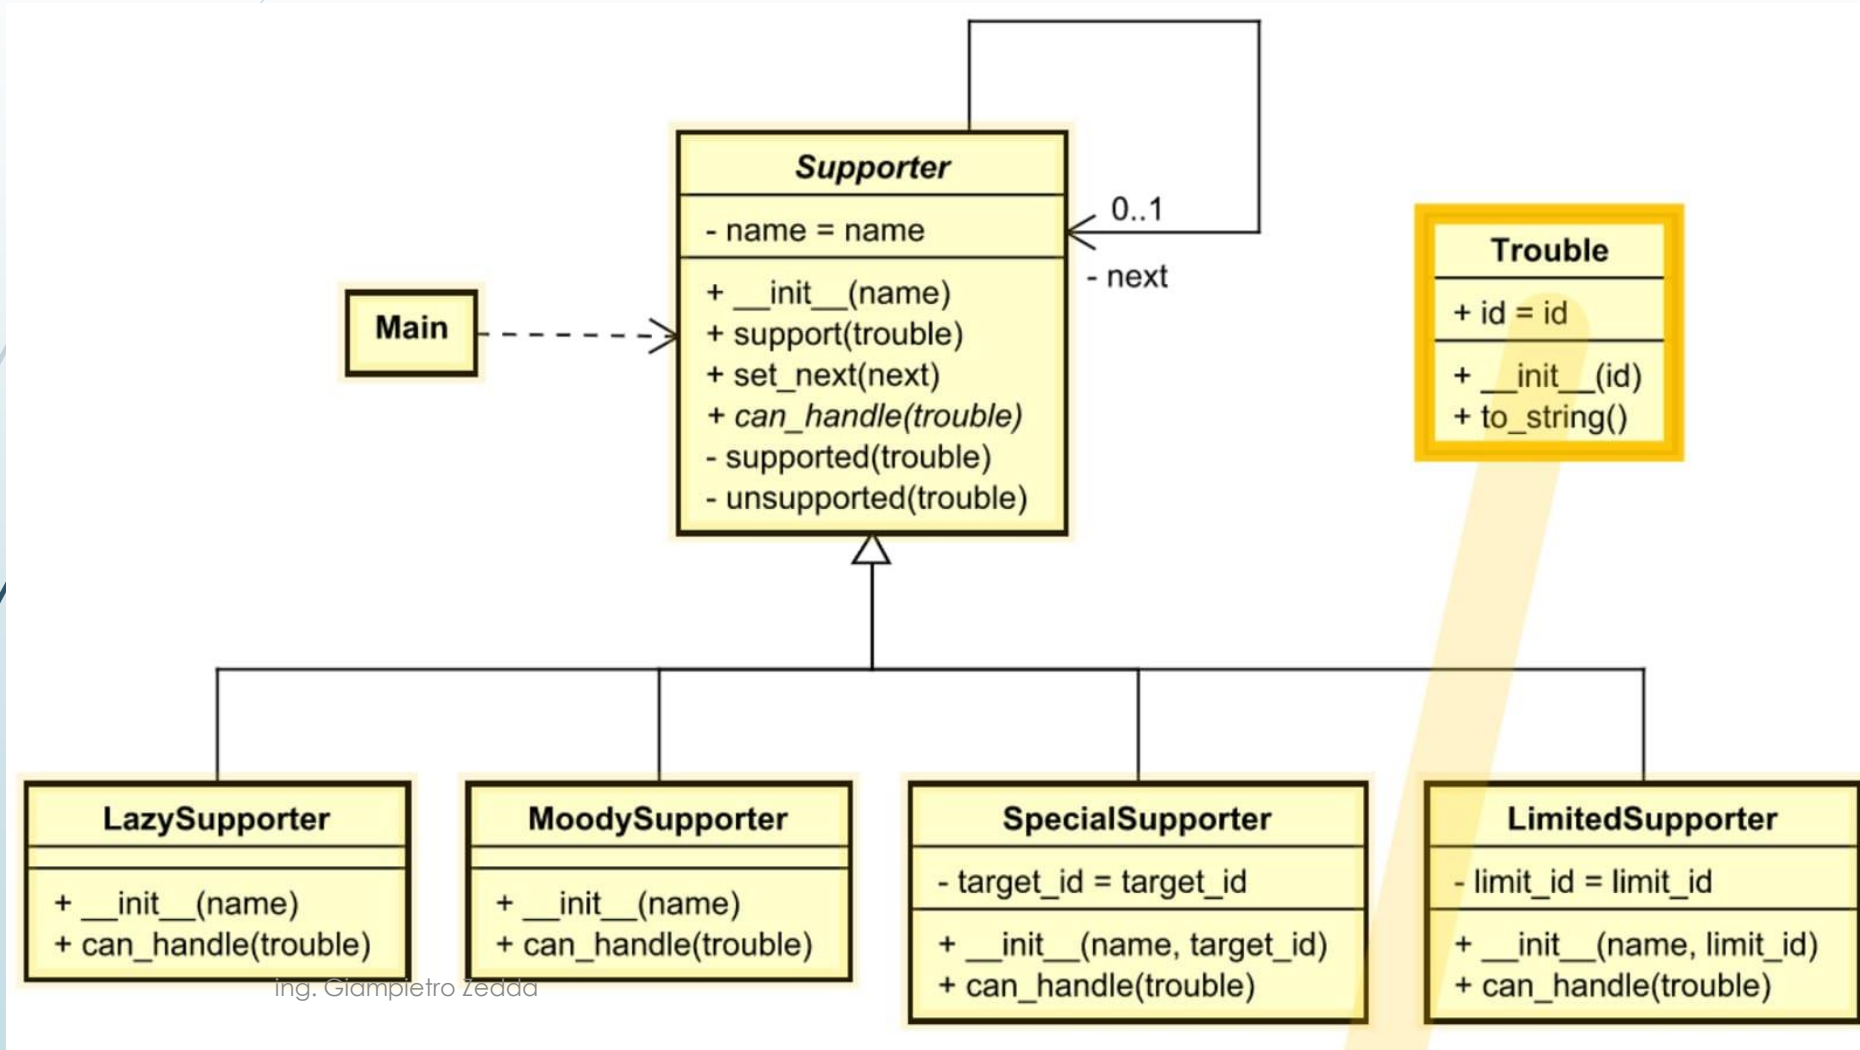 Supporter
- name = name
+ __init__(name)
+ support(trouble)
+ set_next(next)
+ can_handle(trouble)
- supported(trouble)
- unsupported(trouble)
0..1
- next
Main
Trouble
+ id = id
+ __init__(id)
+ to_string()
LazySupporter
+ __init__(name)
+ can_handle(trouble)
MoodySupporter
+ __init__(name)
+ can_handle(trouble)
SpecialSupporter
- target_id = target_id
+ __init__(name, target_id)
+ can_handle(trouble)
LimitedSupporter
- limit_id = limit_id
+ __init__(name, limit_id)
+ can_handle(trouble)
ing. Giampietro Zedda